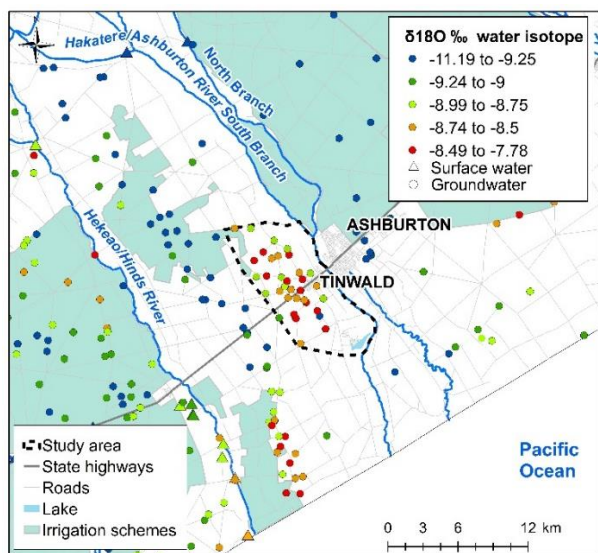 δ18O ‰ water isotope
-11.19 to -9.25
-9.24 to -9
-8.99 to -8.75
-8.74 to -8.5
-8.49 to -7.78
Surface water
Groundwater
Hakatere/Ashburton River South Branch
North Branch
Hekeao/Hinds River
ASHBURTON
TINWALD
Study area
State highways
Roads
Lake
Irrigation schemes
Pacific
Ocean
0 3 6 12 km